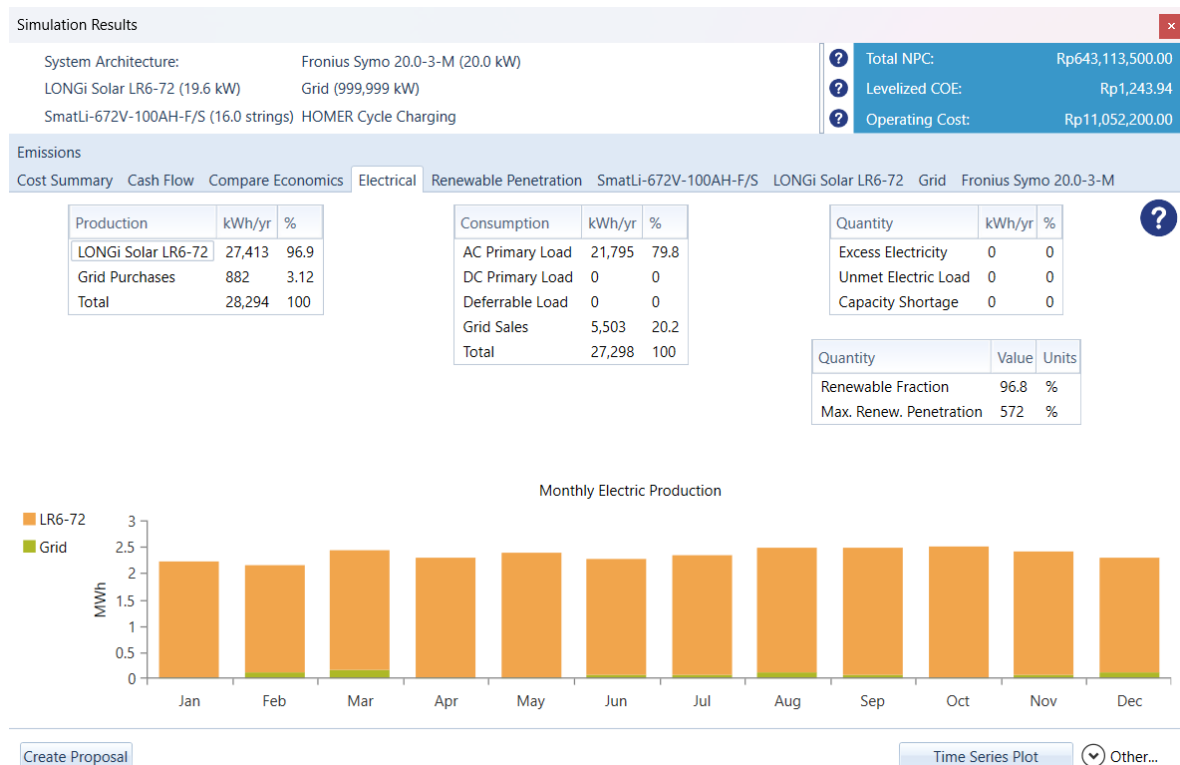 Simulation Results
×
System Architecture:
Fronius Symo 20.0-3-M (20.0 kW)
LONGi Solar LR6-72 (19.6 kW)
Grid (999,999 kW)
SmatLi-672V-100AH-F/S (16.0 strings)
HOMER Cycle Charging
? Total NPC: Rp643,113,500.00
? Levelized COE: Rp1,243.94
? Operating Cost: Rp11,052,200.00
Emissions
Cost Summary Cash Flow Compare Economics Electrical Renewable Penetration SmatLi-672V-100AH-F/S LONGi Solar LR6-72 Grid Fronius Symo 20.0-3-M
Production kWh/yr %
LONGi Solar LR6-72 27,413 96.9
Grid Purchases 882 3.12
Total 28,294 100
Consumption kWh/yr %
AC Primary Load 21,795 79.8
DC Primary Load 0 0
Deferrable Load 0 0
Grid Sales 5,503 20.2
Total 27,298 100
Quantity kWh/yr %
Excess Electricity 0 0
Unmet Electric Load 0 0
Capacity Shortage 0 0
?
Quantity Value Units
Renewable Fraction 96.8 %
Max. Renew. Penetration 572 %
Monthly Electric Production
LR6-72
Grid
MWh
3
2.5
2
1.5
1
0.5
0
Jan Feb Mar Apr May Jun Jul Aug Sep Oct Nov Dec
Create Proposal
Time Series Plot
Other...